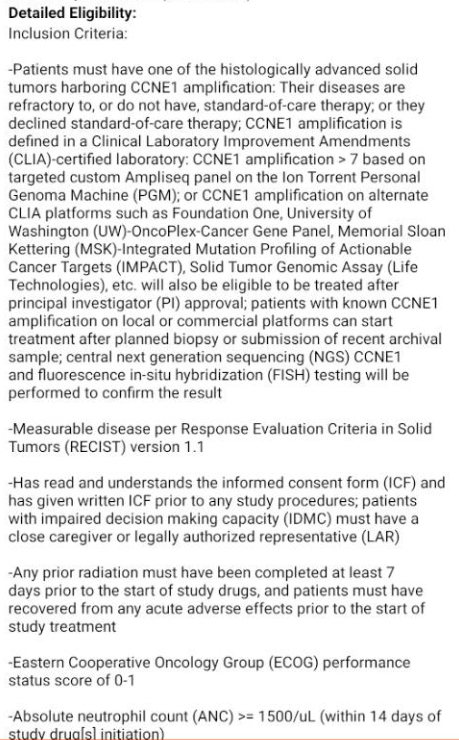 Detailed Eligibility:
Inclusion Criteria:
-Patients must have one of the histologically advanced solid
tumors harboring CCNE1 amplification: Their diseases are
refractory to, or do not have, standard-of-care therapy; or they
declined standard-of-care therapy; CCNE1 amplification is
defined in a Clinical Laboratory Improvement Amendments
(CLIA)-certified laboratory: CCNE1 amplification > 7 based on
targeted custom Ampliseq panel on the Ion Torrent Personal
Genoma Machine (PGM); or CCNE1 amplification on alternate
CLIA platforms such as Foundation One, University of
Washington (UW)-OncoPlex-Cancer Gene Panel, Memorial Sloan
Kettering (MSK)-Integrated Mutation Profiling of Actionable
Cancer Targets (IMPACT), Solid Tumor Genomic Assay (Life
Technologies), etc. will also be eligible to be treated after
principal investigator (PI) approval; patients with known CCNE1
amplification on local or commercial platforms can start
treatment after planned biopsy or submission of recent archival
sample; central next generation sequencing (NGS) CCNE1
and fluorescence in-situ hybridization (FISH) testing will be
performed to confirm the result
-Measurable disease per Response Evaluation Criteria in Solid
Tumors (RECIST) version 1.1
-Has read and understands the informed consent form (ICF) and
has given written ICF prior to any study procedures; patients
with impaired decision making capacity (IDMC) must have a
close caregiver or legally authorized representative (LAR)
-Any prior radiation must have been completed at least 7
days prior to the start of study drugs, and patients must have
recovered from any acute adverse effects prior to the start of
study treatment
-Eastern Cooperative Oncology Group (ECOG) performance
status score of 0-1
-Absolute neutrophil count (ANC) >= 1500/uL (within 14 days of
study drug[s] initiation)